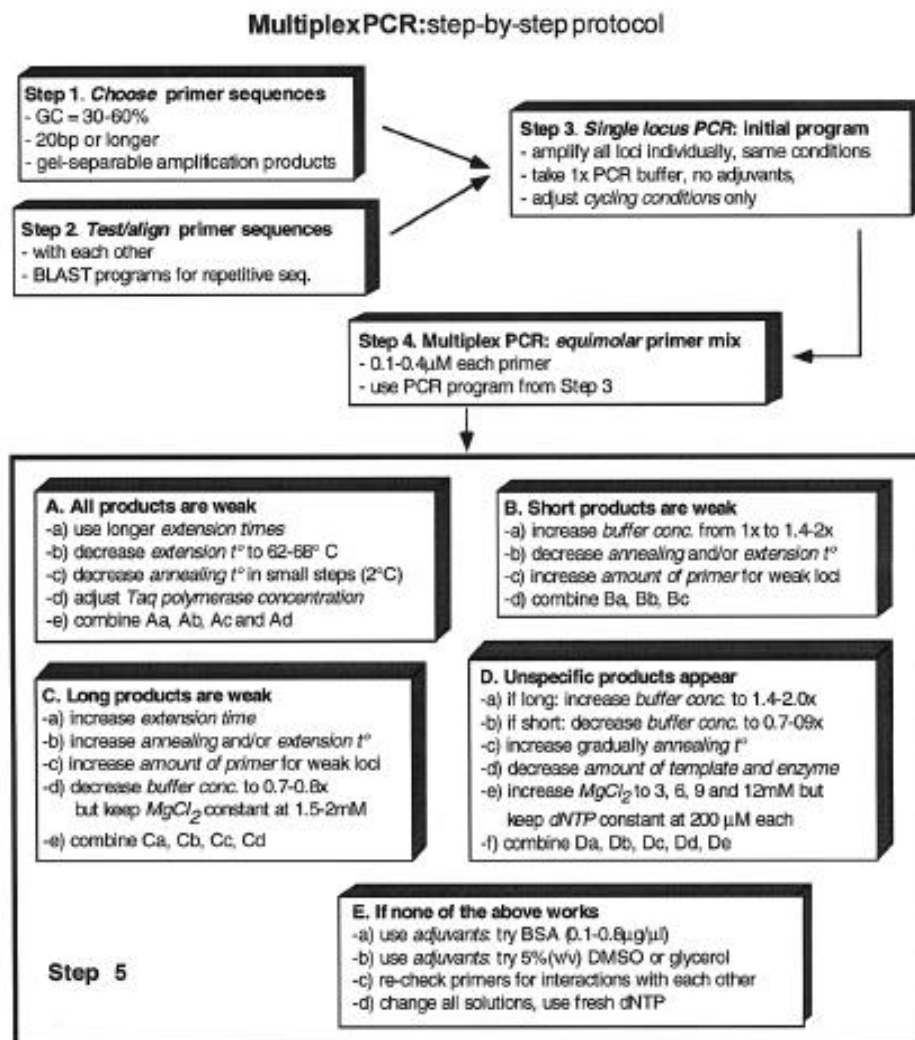 MultiplexPCR:step-by-step protocol
Step 1. Choose primer sequences
- GC = 30-60%
- 20bp or longer
- gel-separable amplification products
Step 2. Test/align primer sequences
- with each other
- BLAST programs for repetitive seq.
Step 3. Single locus PCR: initial program
- amplify all loci individually, same conditions
- take 1x PCR buffer, no adjuvants,
- adjust cycling conditions only
Step 4. Multiplex PCR: equimolar primer mix
- 0.1-0.4µM each primer
- use PCR program from Step 3
A. All products are weak
-a) use longer extension times
-b) decrease extension tº to 62-68° C
-c) decrease annealing tº in small steps (2°C)
-d) adjust Taq polymerase concentration
-e) combine Aa, Ab, Ac and Ad
B. Short products are weak
-a) increase buffer conc. from 1x to 1.4-2x
-b) decrease annealing and/or extension tº
-c) increase amount of primer for weak loci
-d) combine Ba, Bb, Bc
C. Long products are weak
-a) increase extension time
-b) increase annealing and/or extension tº
-c) increase amount of primer for weak loci
-d) decrease buffer conc. to 0.7-0.8x
but keep MgCl2 constant at 1.5-2mM
-e) combine Ca, Cb, Cc, Cd
D. Unspecific products appear
-a) if long: increase buffer conc. to 1.4-2.0x
-b) if short: decrease buffer conc. to 0.7-09x
-c) increase gradually annealing tº
-d) decrease amount of template and enzyme
-e) increase MgCl2 to 3, 6, 9 and 12mM but
keep dNTP constant at 200 µM each
-f) combine Da, Db, Dc, Dd, De
E. If none of the above works
-a) use adjuvants: try BSA (0.1-0.8µg/µl)
-b) use adjuvants: try 5%(w/v) DMSO or glycerol
-c) re-check primers for interactions with each other
-d) change all solutions, use fresh dNTP
Step 5